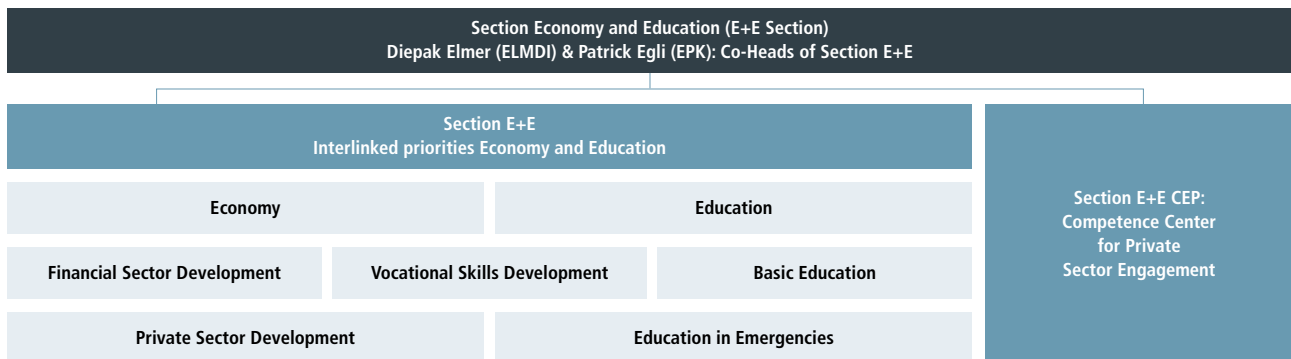 Section Economy and Education (E+E Section)
Diepak Elmer (ELMDI) & Patrick Egli (EPK): Co-Heads of Section E+E
Section E+E
Interlinked priorities Economy and Education
Economy
Education
Financial Sector Development
Vocational Skills Development
Basic Education
Private Sector Development
Education in Emergencies
Section E+E CEP:
Competence Center
for Private
Sector Engagement